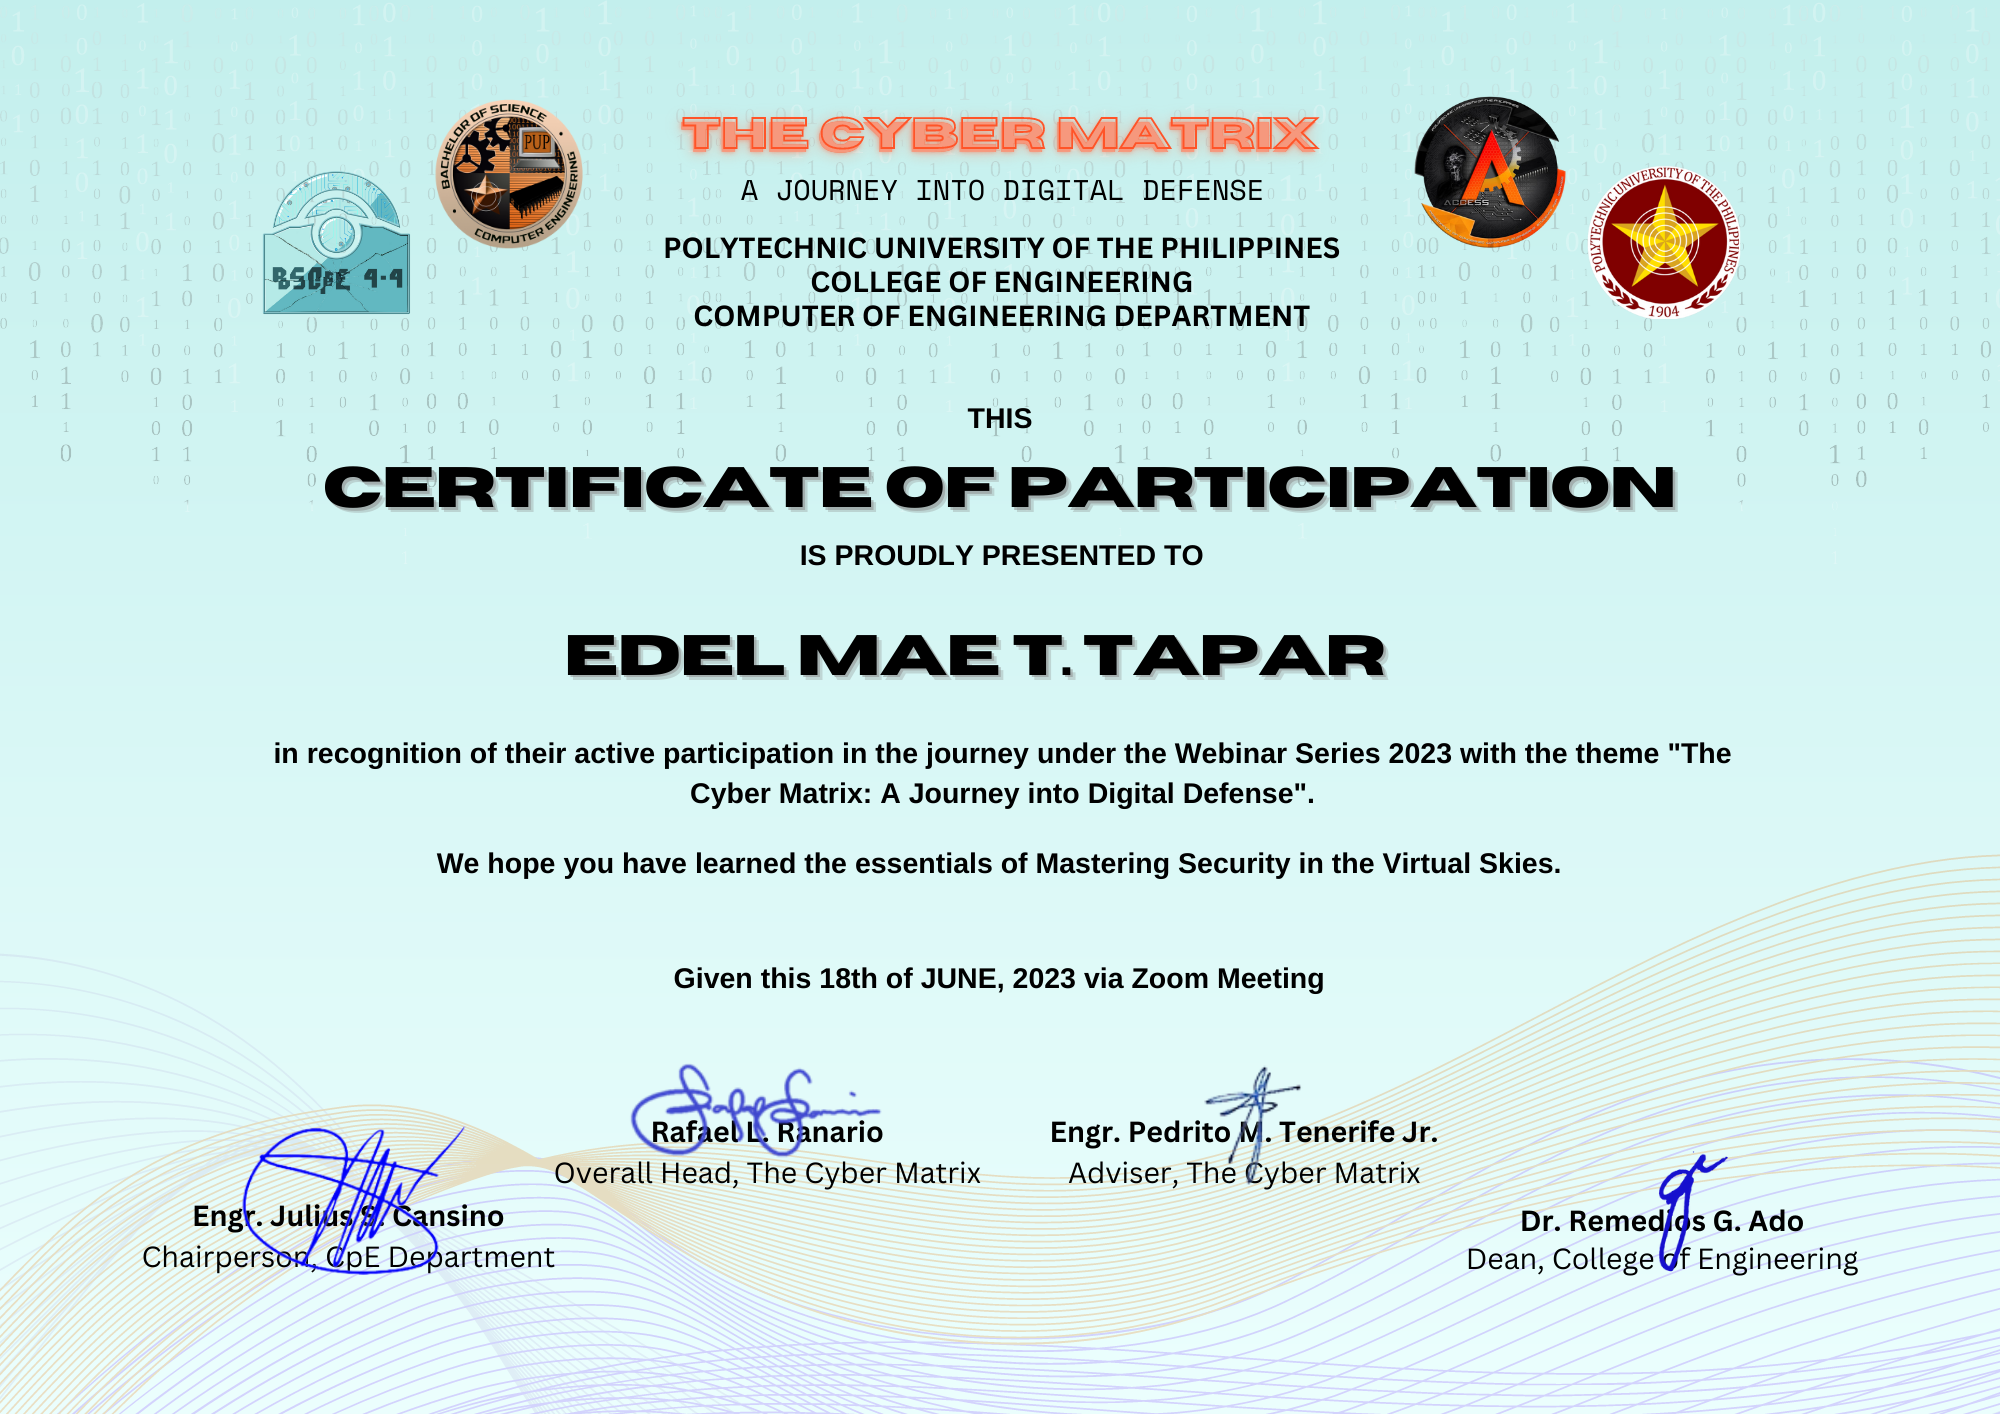 THE CYBER MATRIX
A JOURNEY INTO DIGITAL DEFENSE
POLYTECHNIC UNIVERSITY OF THE PHILIPPINES
COLLEGE OF ENGINEERING
COMPUTER OF ENGINEERING DEPARTMENT
BSCpE 4-4
BACHELOR OF SCIENCE
PUP
COMPUTER ENGINEERING
ACCESS
POLYTECHNIC UNIVERSITY OF THE PHILIPPINES
1904
THIS
CERTIFICATE OF PARTICIPATION
IS PROUDLY PRESENTED TO
EDEL MAE T. TAPAR
in recognition of their active participation in the journey under the Webinar Series 2023 with the theme "The
Cyber Matrix: A Journey into Digital Defense".
We hope you have learned the essentials of Mastering Security in the Virtual Skies.
Given this 18th of JUNE, 2023 via Zoom Meeting
Rafael L. Ranario
Overall Head, The Cyber Matrix
Engr. Pedrito M. Tenerife Jr.
Adviser, The Cyber Matrix
Engr. Julius S. Cansino
Chairperson, CpE Department
Dr. Remedios G. Ado
Dean, College of Engineering